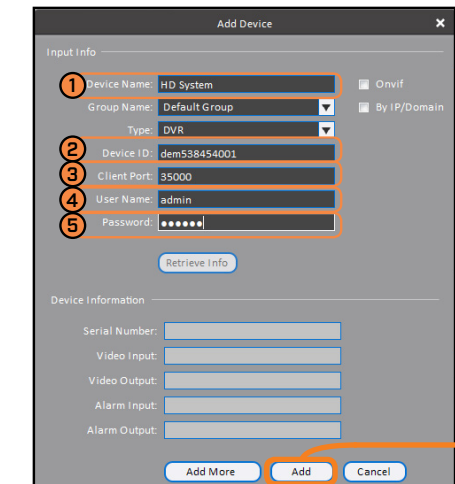 Add Device ×
Input Info
1 Device Name: HD System Onvif
Group Name: Default Group By IP/Domain
Type: DVR
2 Device ID: dem538454001
3 Client Port: 35000
4 User Name: admin
5 Password: ●●●●●●
Retrieve Info
Device Information
Serial Number:
Video Input:
Video Output:
Alarm Input:
Alarm Output:
Add More Add Cancel